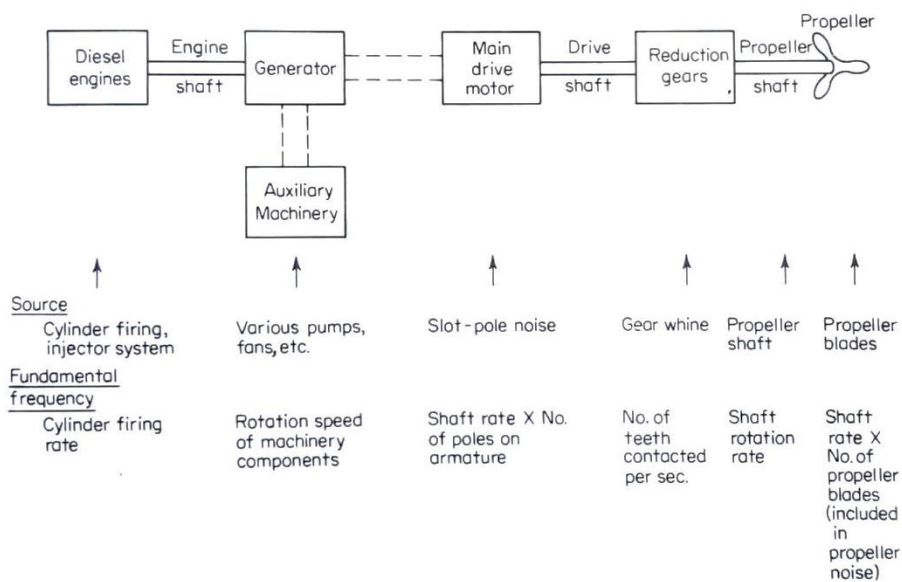 Propeller
Diesel
engines
Engine
shaft
Generator
Main
drive
motor
Drive
shaft
Reduction
gears
Propeller
shaft
Auxiliary
Machinery
Source
Cylinder firing,
injector system
Various pumps,
fans, etc.
Slot-pole noise
Gear whine
Propeller
shaft
Propeller
blades
Fundamental
frequency
Cylinder firing
rate
Rotation speed
of machinery
components
Shaft rate X No.
of poles on
armature
No. of
teeth
contacted
per sec.
Shaft
rotation
rate
Shaft
rate X
No. of
propeller
blades
(included
in
propeller
noise)